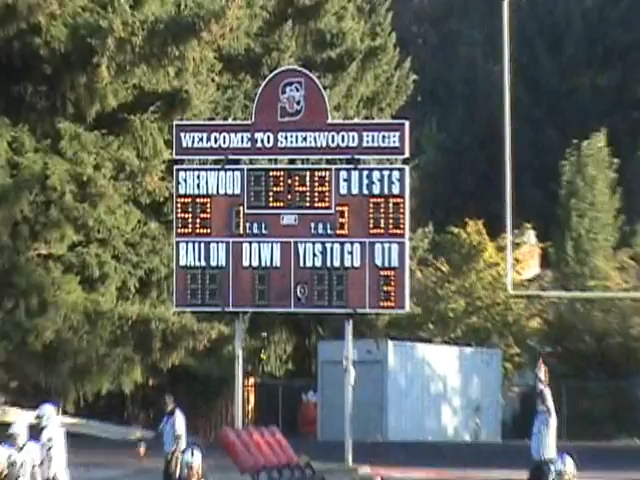 S
WELCOME TO SHERWOOD HIGH
SHERWOOD 2:48 GUESTS
52 1 T.O.L. T.O.L. 3 00
BALL ON DOWN YDS TO GO QTR
3